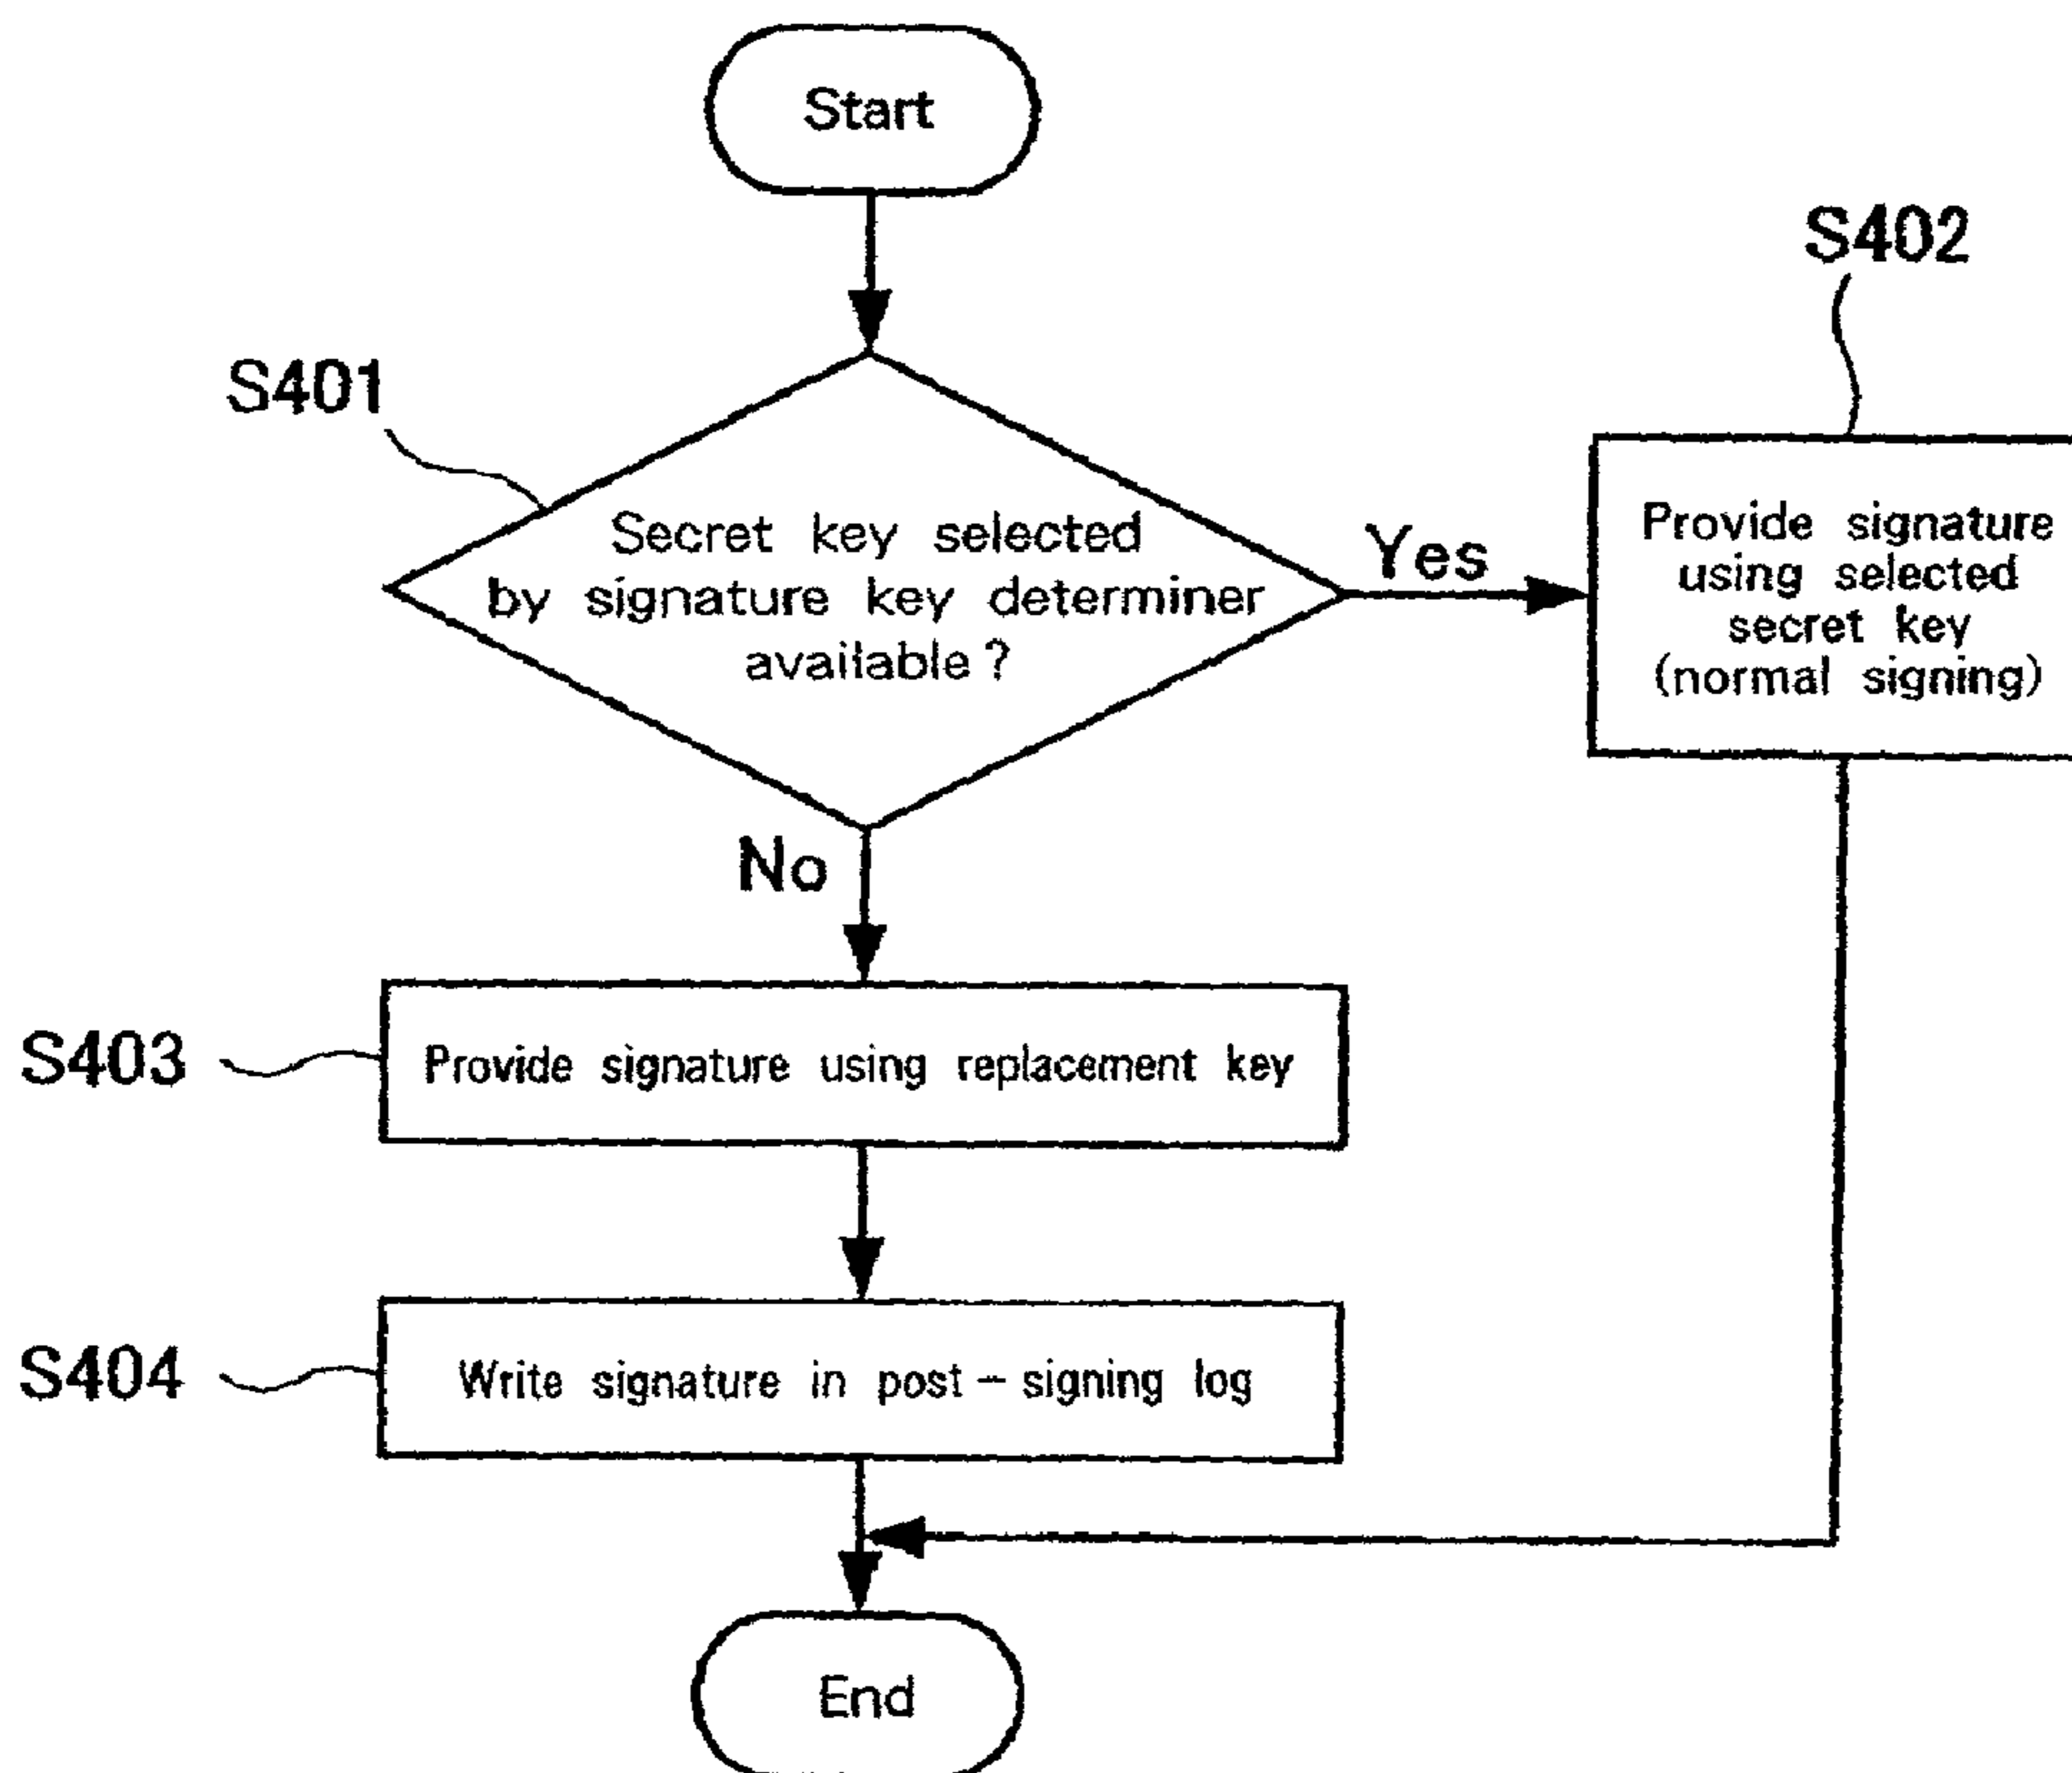 Start
S402
S401
Secret key selected
by signature key determiner
available?
Yes
Provide signature
using selected
secret key
(normal signing)
No
S403
Provide signature using replacement key
S404
Write signature in post-signing log
End